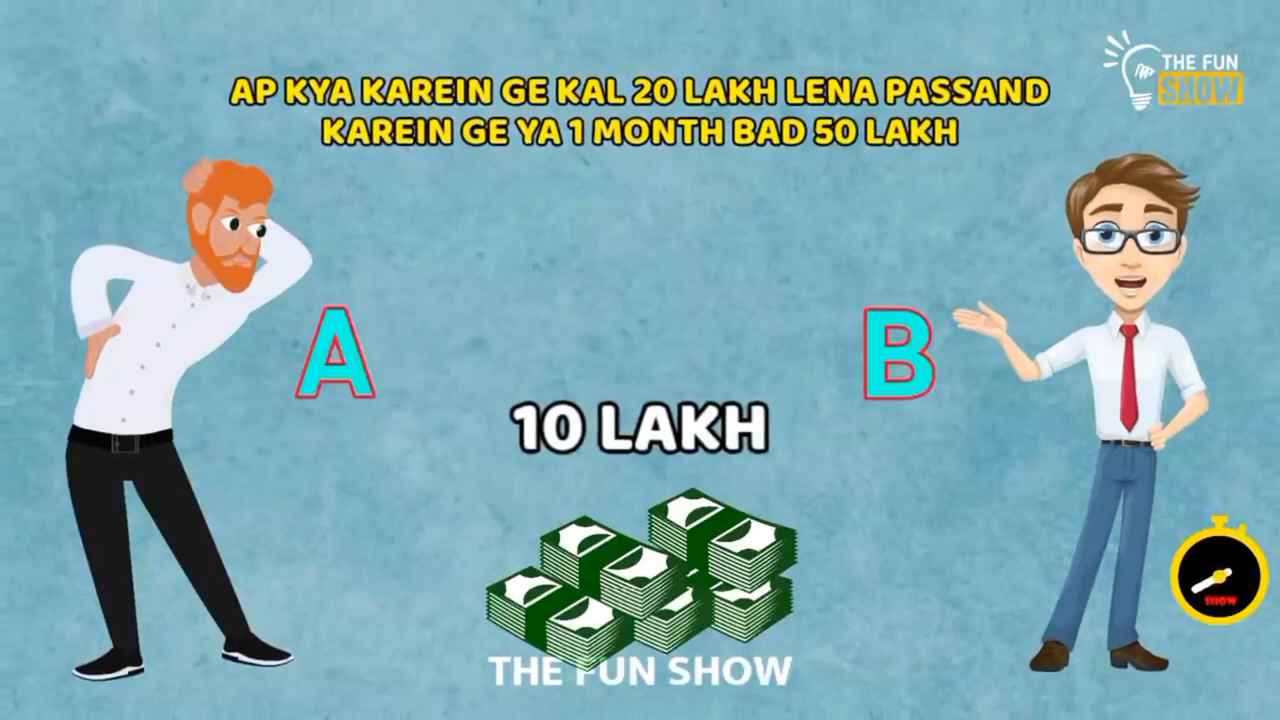 THE FUN
SHOW
AP KYA KAREIN GE KAL 20 LAKH LENA PASSAND
KAREIN GE YA 1 MONTH BAD 50 LAKH
A
B
10 LAKH
SHOW
THE FUN SHOW